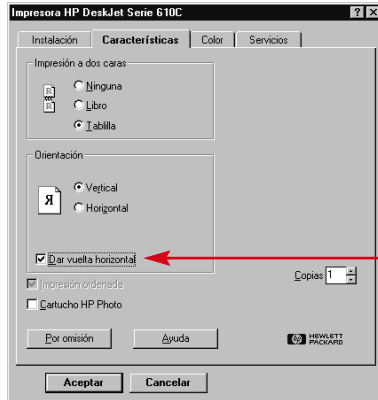 Impresora HP DeskJet Serie 610C
Instalación Características Color Servicios
Impresión a dos caras
Ninguna
Libro
Tablilla
Orientación
Vertical
Horizontal
Dar vuelta horizontal
Copias 1
Impresión ordenada
Cartucho HP Photo
Por omisión Ayuda
HEWLETT
PACKARD
Aceptar Cancelar